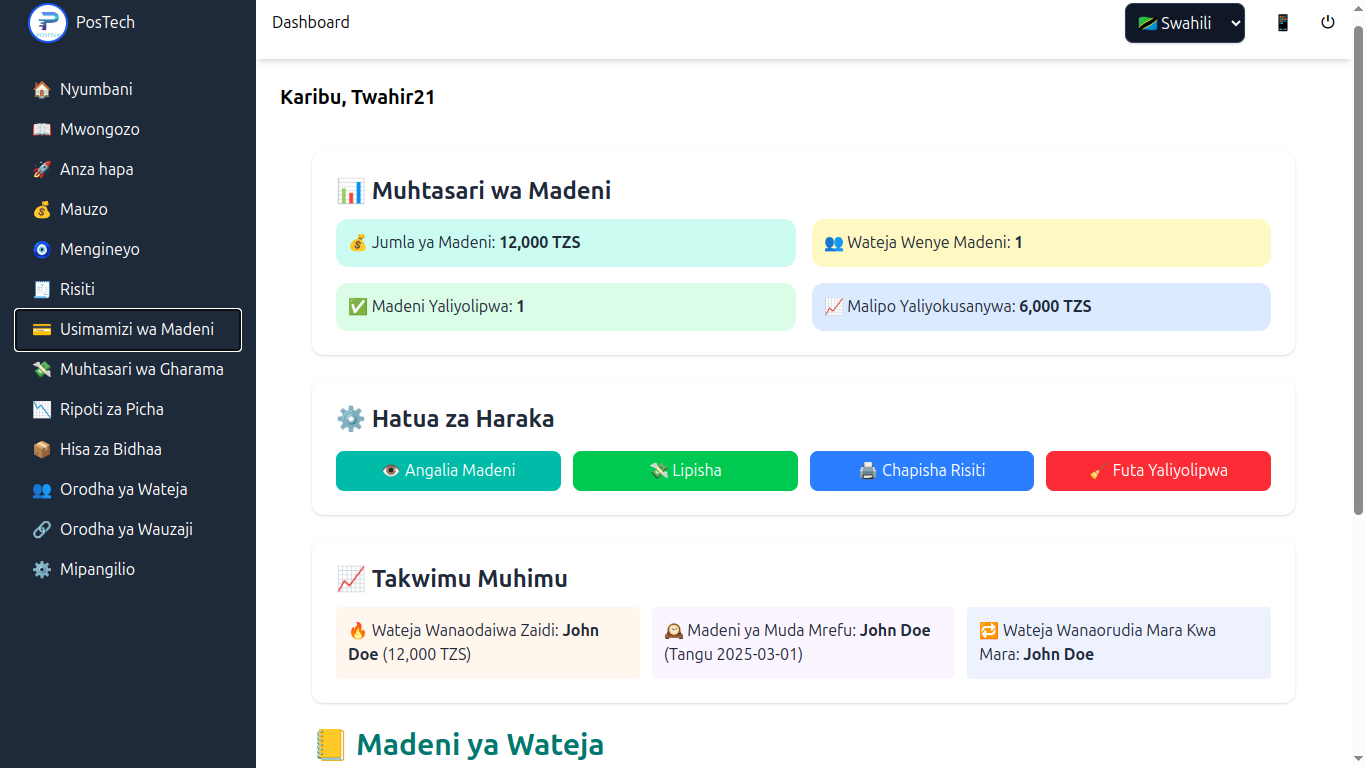 PosTech
Dashboard
Swahili
Nyumbani
Mwongozo
Anza hapa
Mauzo
Mengineyo
Risiti
Usimamizi wa Madeni
Muhtasari wa Gharama
Ripoti za Picha
Hisa za Bidhaa
Orodha ya Wateja
Orodha ya Wauzaji
Mipangilio
Karibu, Twahir21
Muhtasari wa Madeni
Jumla ya Madeni: 12,000 TZS
Wateja Wenye Madeni: 1
Madeni Yaliyolipwa: 1
Malipo Yaliyokusanywa: 6,000 TZS
Hatua za Haraka
Angalia Madeni
Lipisha
Chapisha Risiti
Futa Yaliyolipwa
Takwimu Muhimu
Wateja Wanaodaiwa Zaidi: John
Doe (12,000 TZS)
Madeni ya Muda Mrefu: John Doe
(Tangu 2025-03-01)
Wateja Wanaorudia Mara Kwa
Mara: John Doe
Madeni ya Wateja